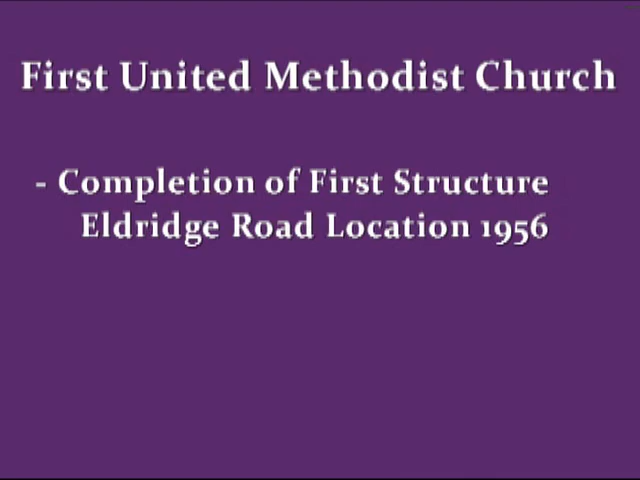 First United Methodist Church
- Completion of First Structure
Eldridge Road Location 1956